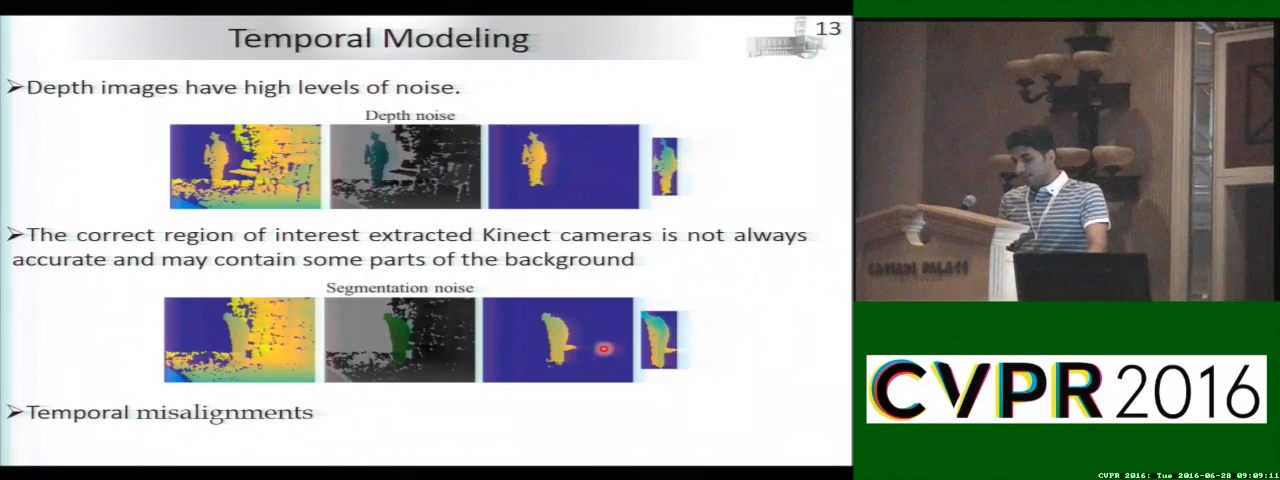 Temporal Modeling
13
➢Depth images have high levels of noise.
Depth noise
➢The correct region of interest extracted Kinect cameras is not always
accurate and may contain some parts of the background
Segmentation noise
➢Temporal misalignments
CAESARS PALACE
CVPR 2016
CVPR 2016: Tue 2016-06-28 09:09:11